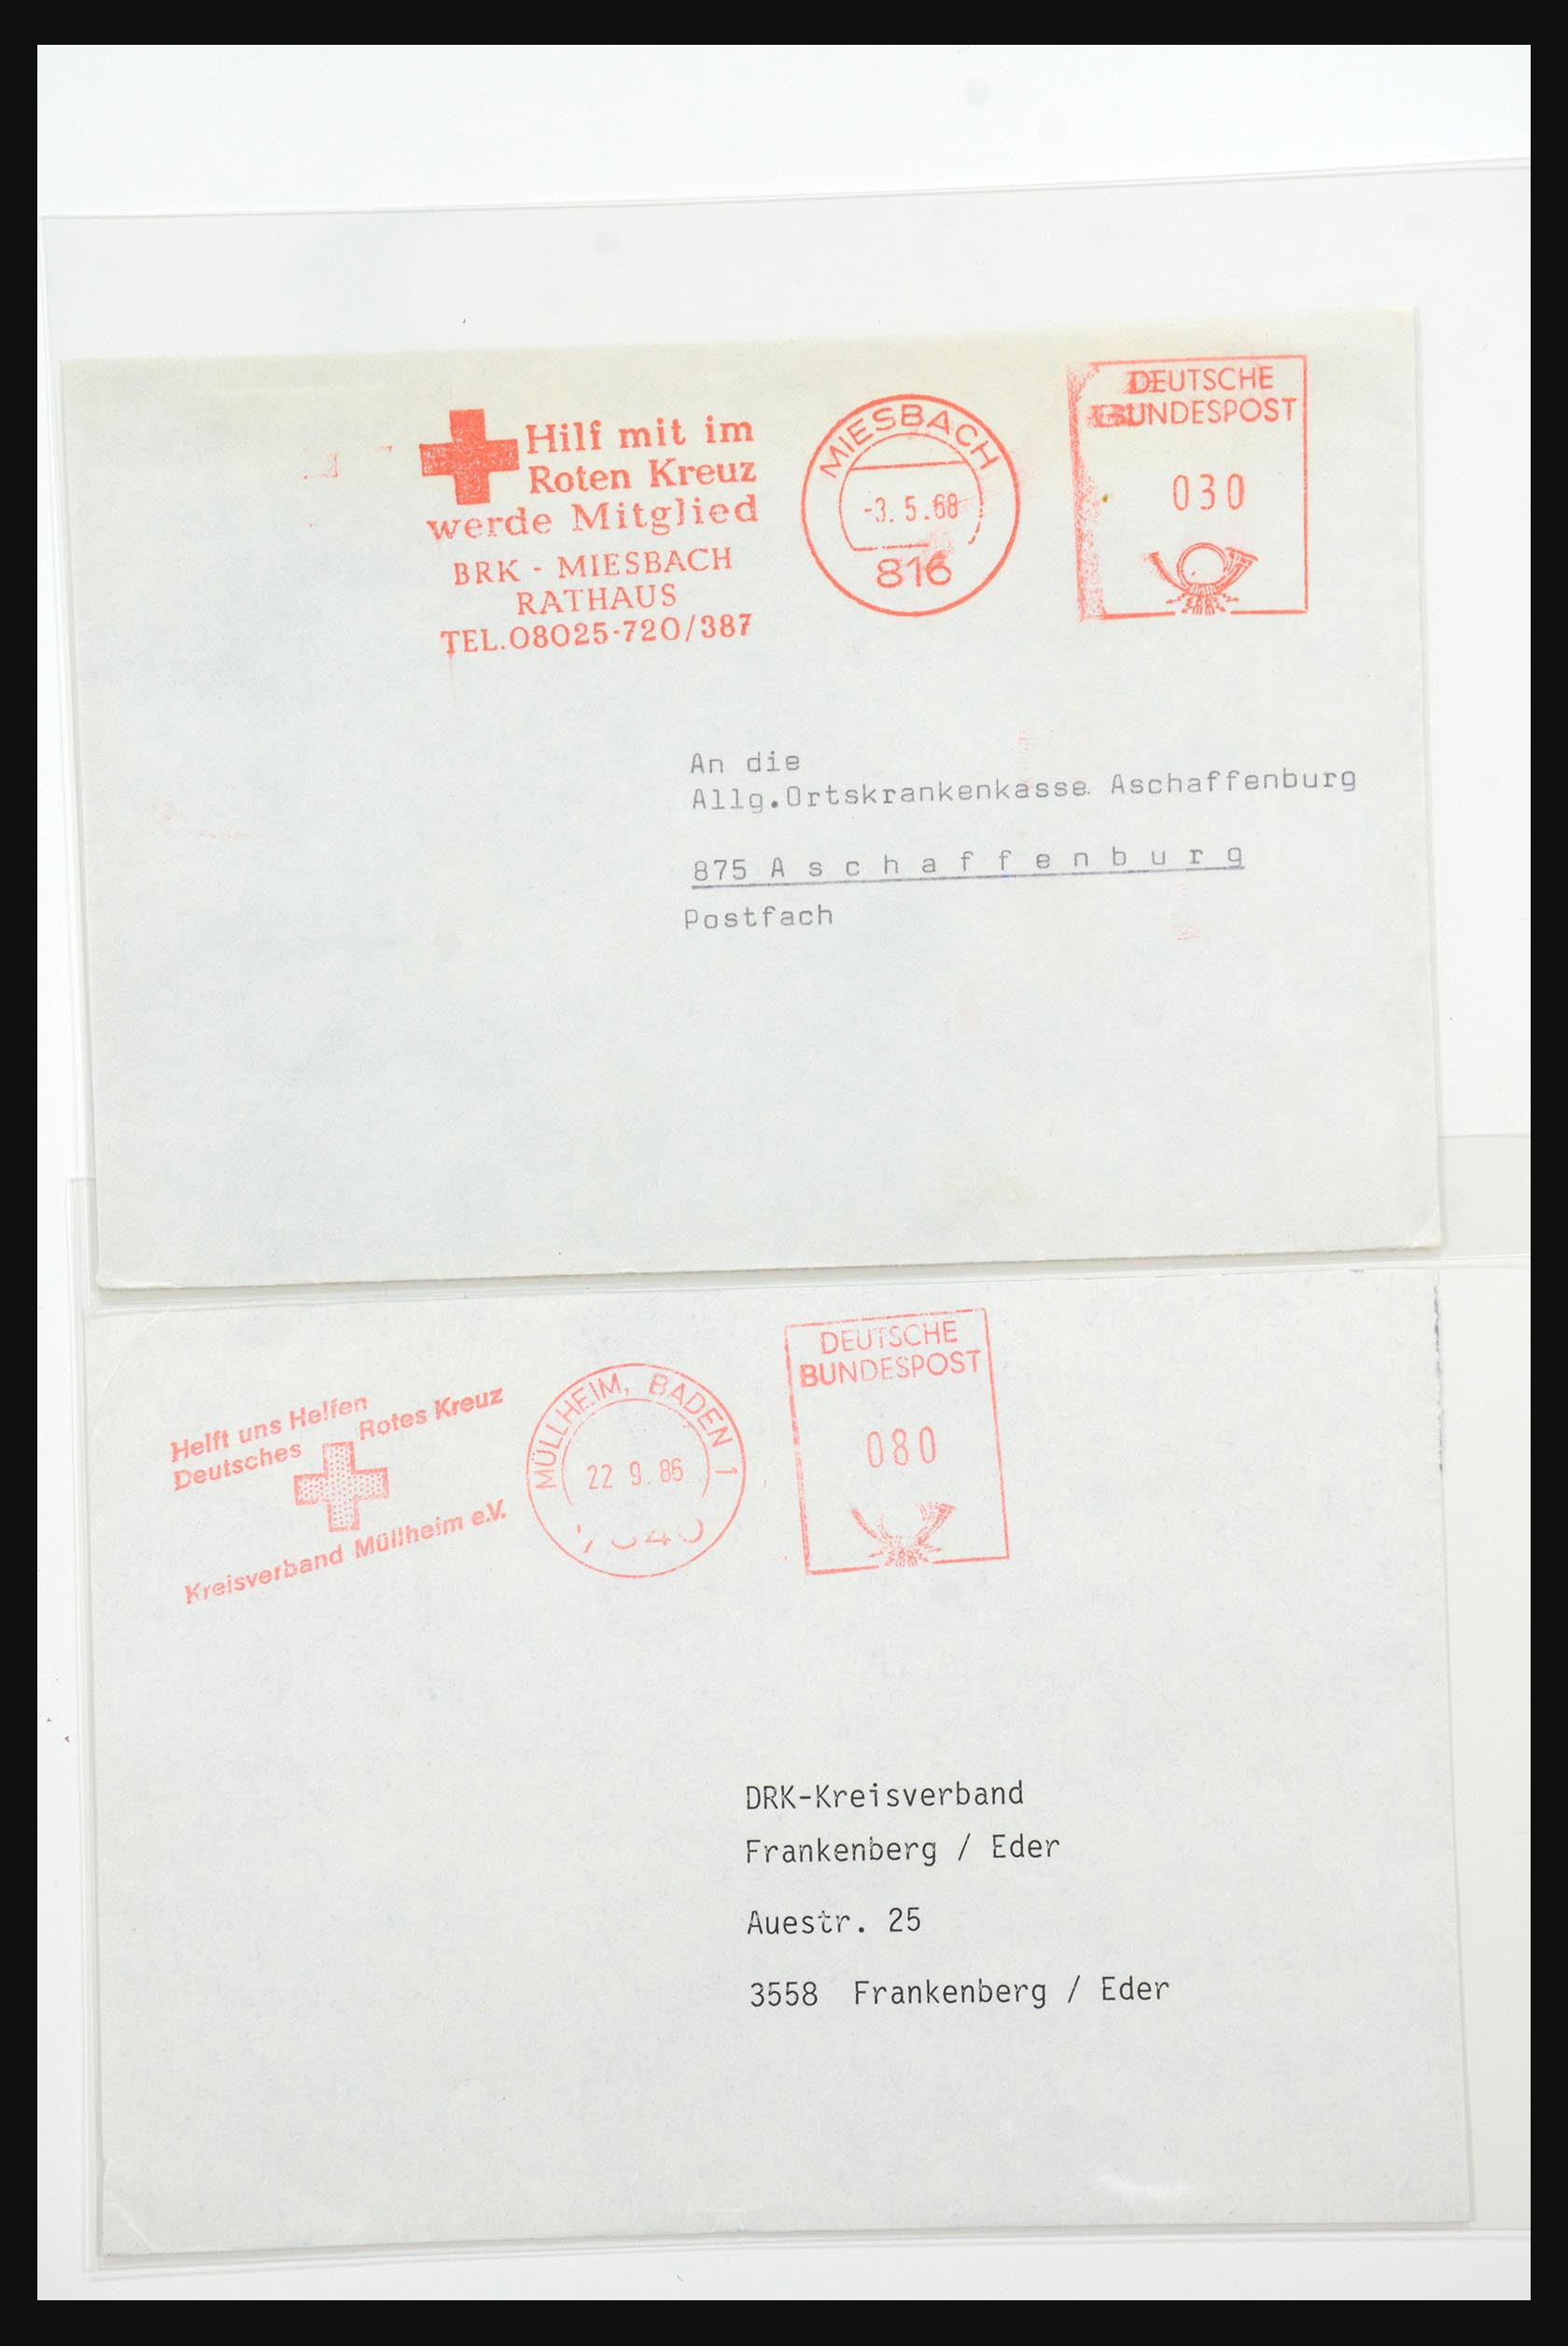 Hilf mit im
Roten Kreuz
werde Mitglied
BRK - MIESBACH
RATHAUS
TEL.08025-720/387
MIESBACH
-3. 5.68
816
DEUTSCHE
BUNDESPOST
030
An die
Allg.Ortskrankenkasse Aschaffenburg
875 A s c h a f f e n b u r g
Postfach
Helft uns Helfen
Deutsches Rotes Kreuz
Kreisverband Müllheim e.V.
MÜLLHEIM, BADEN 1
22 9. 86
DEUTSCHE
BUNDESPOST
080
DRK-Kreisverband
Frankenberg / Eder
Auestr. 25
3558 Frankenberg / Eder